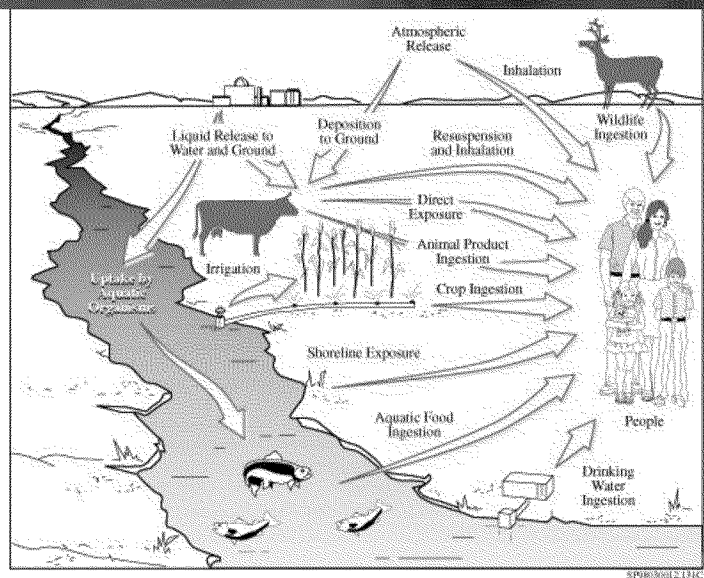 Atmospheric
Release
Inhalation
Wildlife
Ingestion
Liquid Release to
Water and Ground
Deposition
to Ground
Resuspension
and Inhalation
Direct
Exposure
Animal Product
Ingestion
Irrigation
Crop Ingestion
Uptake by
Aquatic
Organisms
Shoreline Exposure
Aquatic Food
Ingestion
People
Drinking
Water
Ingestion